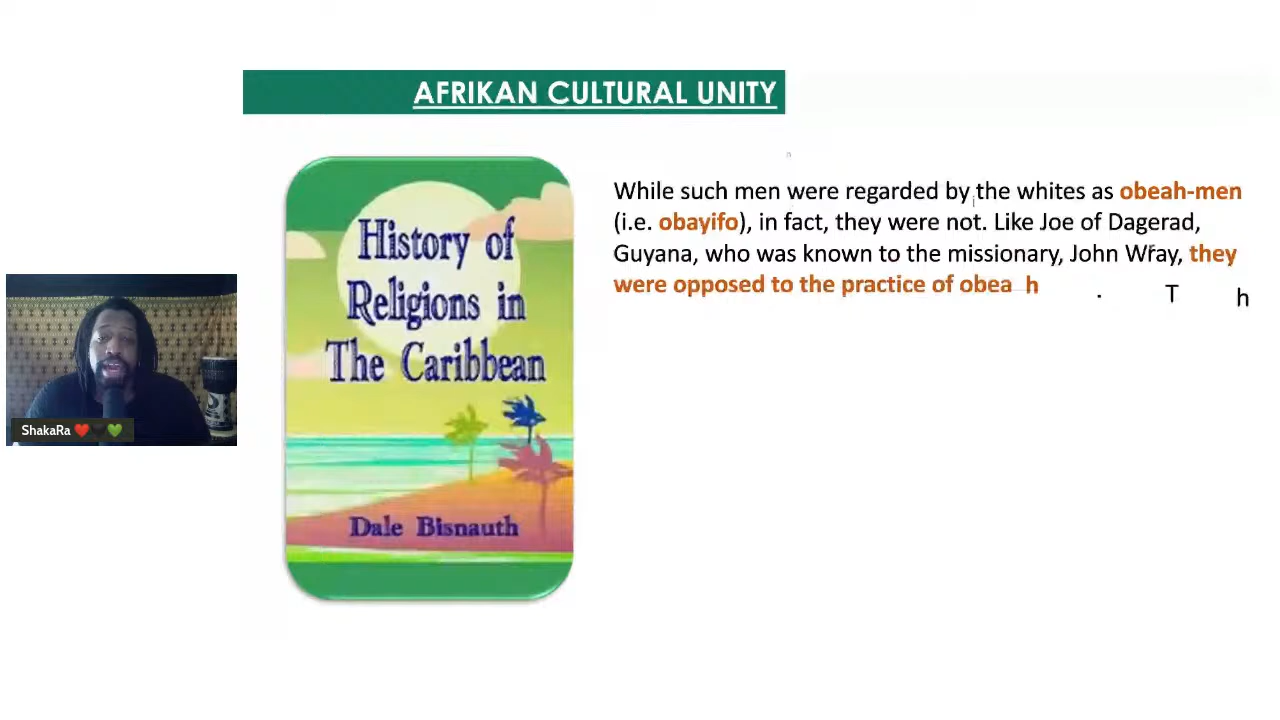 AFRIKAN CULTURAL UNITY
History of
Religions in
The Caribbean
Dale Bisnauth
While such men were regarded by the whites as obeah-men
(i.e. obayifo), in fact, they were not. Like Joe of Dagerad,
Guyana, who was known to the missionary, John Wray, they
were opposed to the practice of obea h . T h
ShakaRa ❤️🖤💚